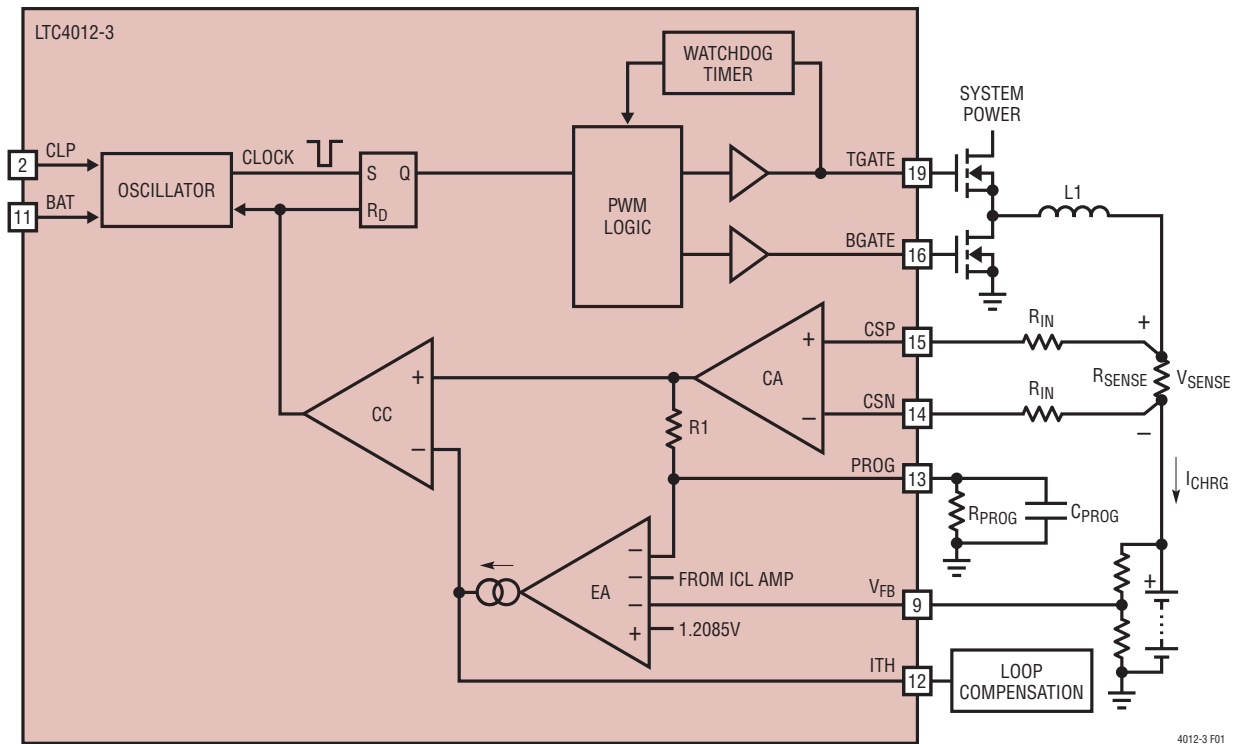 LTC4012-3
WATCHDOG
TIMER
SYSTEM
POWER
2
CLP
11
BAT
OSCILLATOR
CLOCK
S
Q
RD
PWM
LOGIC
TGATE
19
BGATE
16
L1
CSP
15
RIN
+
+
CA
RSENSE
VSENSE
CSN
14
RIN
–
–
+
CC
–
R1
PROG
13
ICHRG
RPROG
CPROG
–
–
FROM ICL AMP
EA
–
VFB
9
+
+
1.2085V
ITH
12
LOOP
COMPENSATION
4012-3 F01